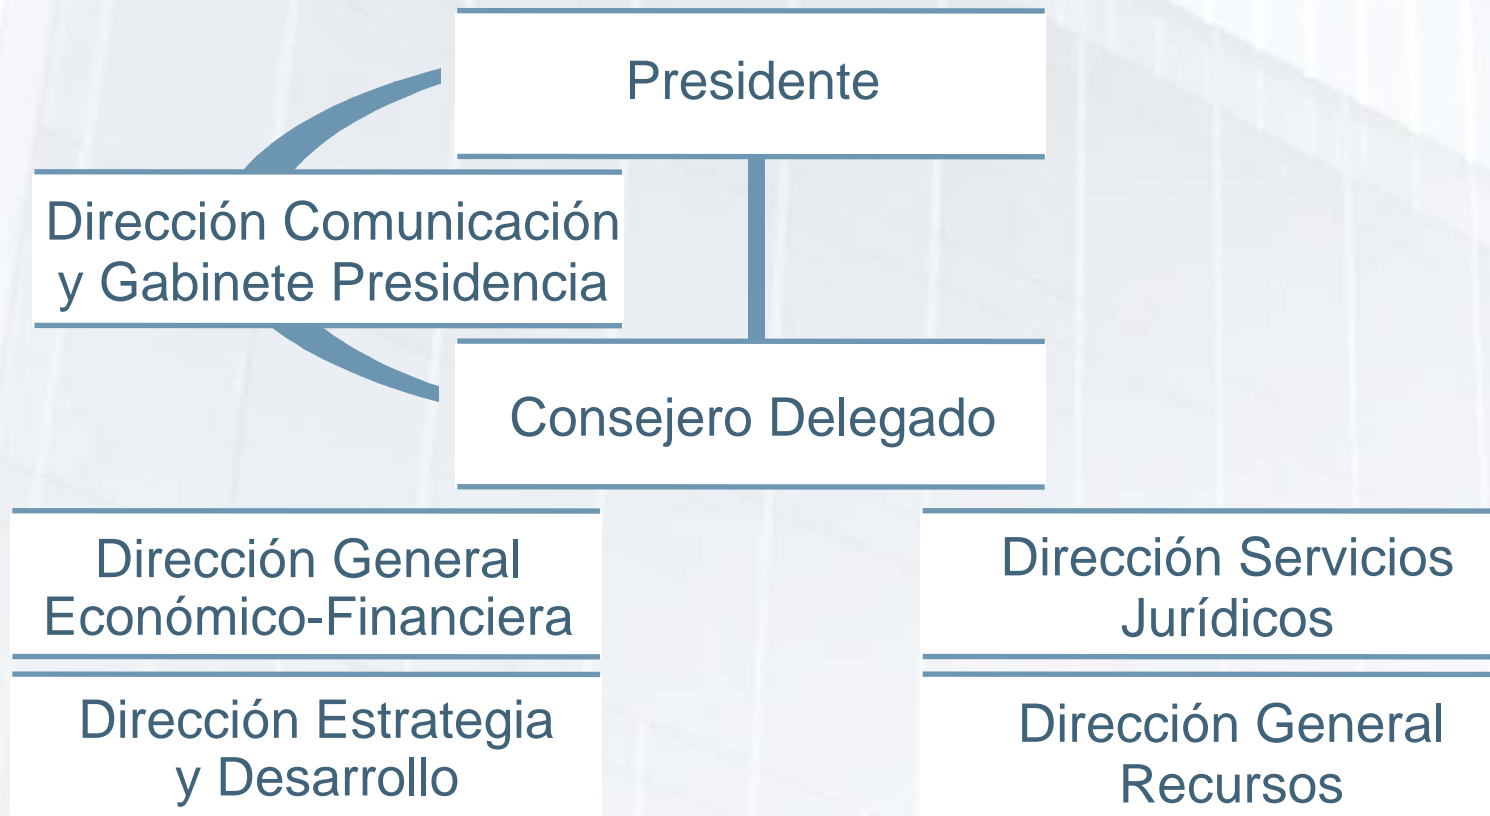 Presidente
Dirección Comunicación
y Gabinete Presidencia
Consejero Delegado
Dirección General
Económico-Financiera
Dirección Servicios
Jurídicos
Dirección Estrategia
y Desarrollo
Dirección General
Recursos